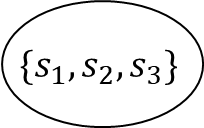 {s₁, s₂, s₃}